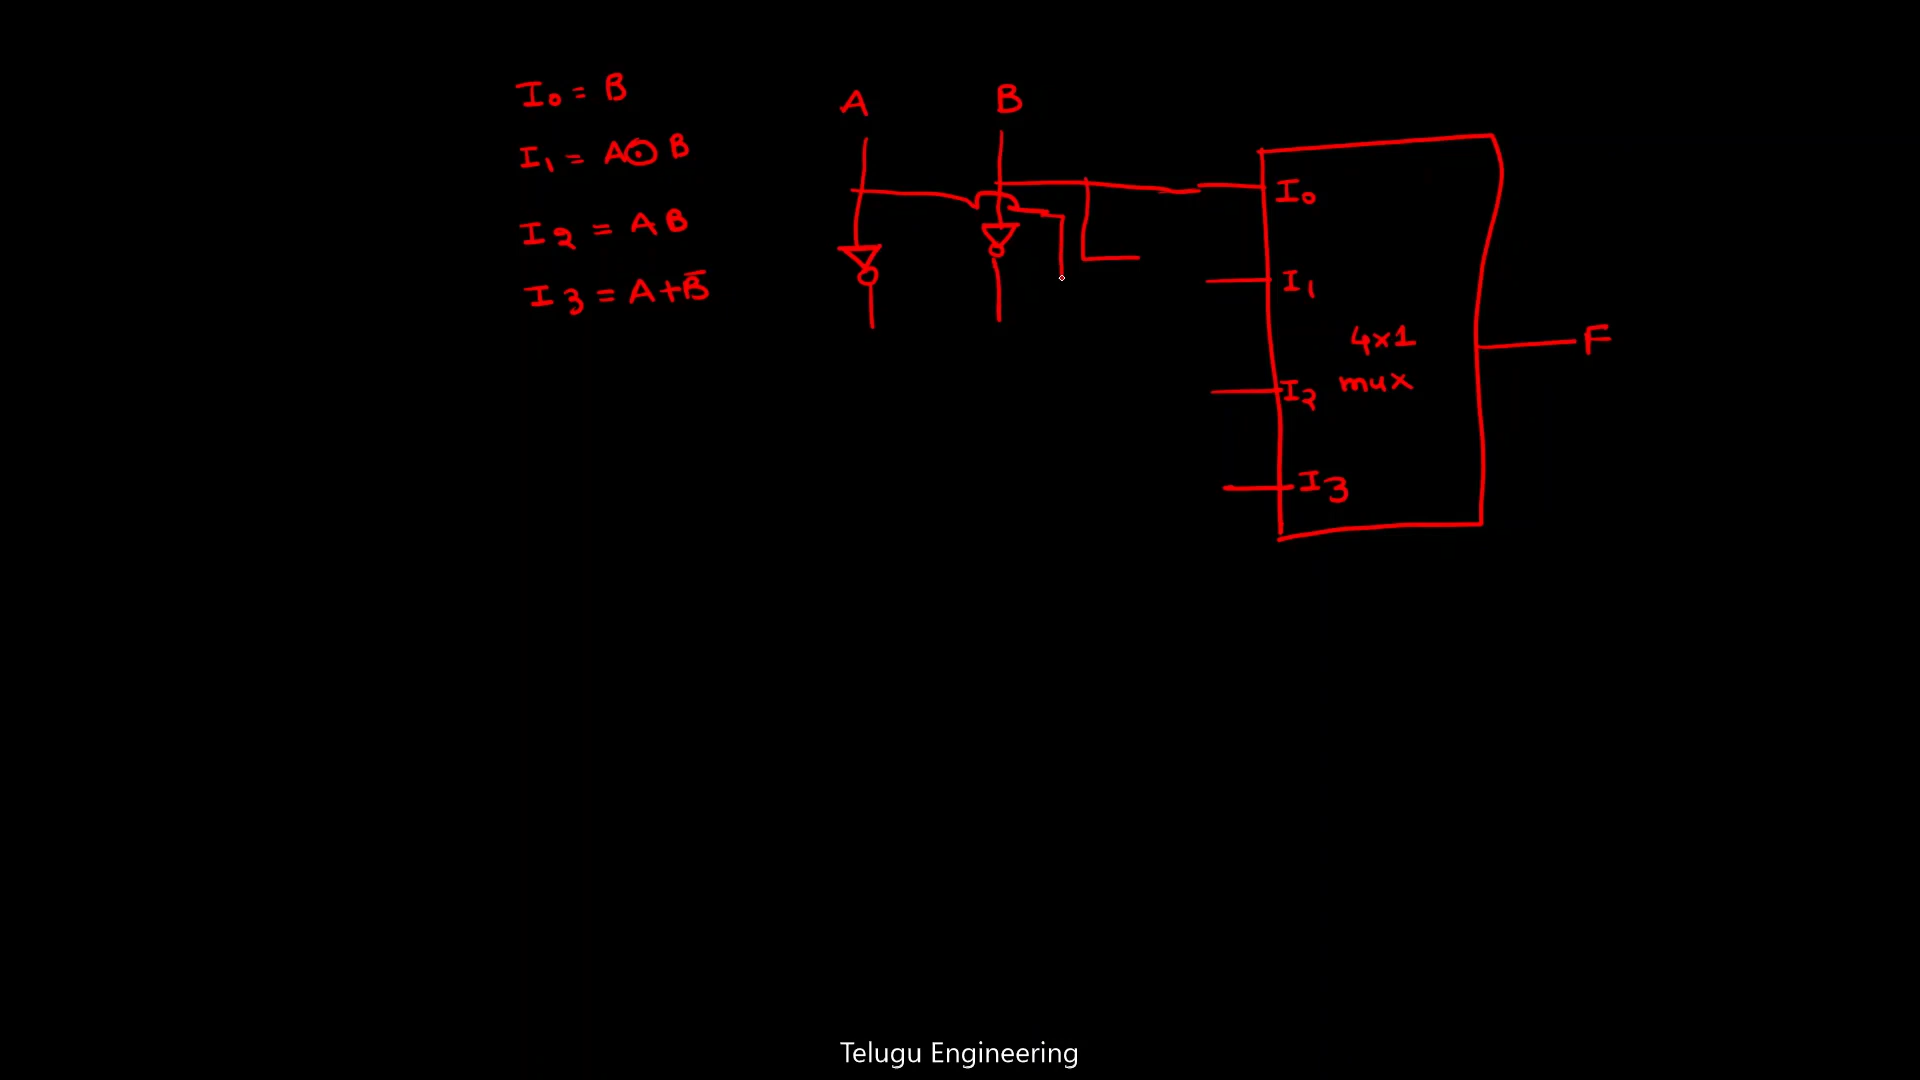 I₀ = B
I₁ = A⊙B
I₂ = AB
I₃ = A+B̅
A B
I₀
I₁
4x1
mux
F
I₂
I₃
Telugu Engineering